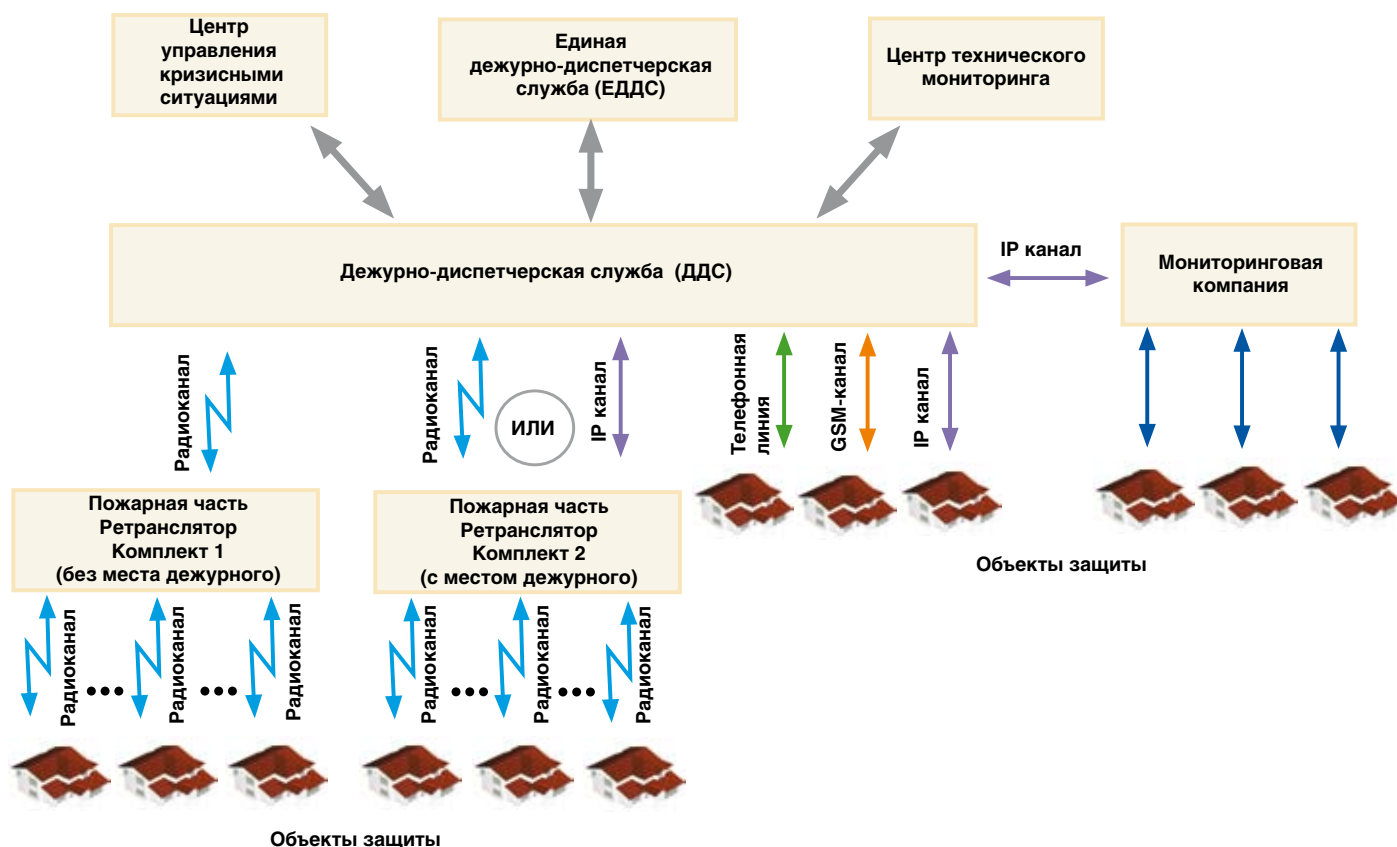 Центр
управления
кризисными
ситуациями
Единая
дежурно-диспетчерская
служба (ЕДДС)
Центр технического
мониторинга
Дежурно-диспетчерская служба (ДДС)
IP канал
Мониторинговая
компания
Радиоканал
Радиоканал
ИЛИ
IP канал
Телефонная
линия
GSM-канал
IP канал
Пожарная часть
Ретранслятор
Комплект 1
(без места дежурного)
Пожарная часть
Ретранслятор
Комплект 2
(с местом дежурного)
Объекты защиты
Радиоканал
Радиоканал
Радиоканал
Радиоканал
Радиоканал
Радиоканал
Объекты защиты